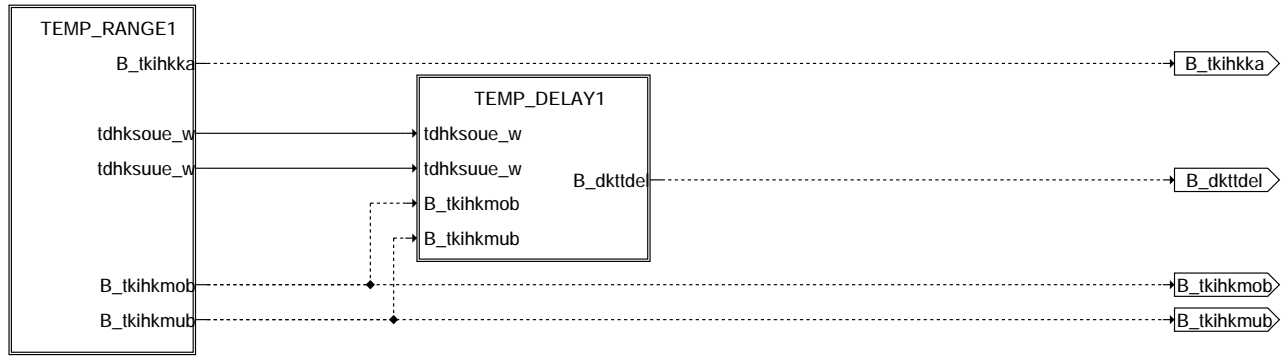 TEMP_RANGE1
B_tkihkka
B_tkihkka
TEMP_DELAY1
tdhksoue_w
tdhksoue_w
tdhksuue_w
tdhksuue_w
B_dkttdel
B_dkttdel
B_tkihkmob
B_tkihkmub
B_tkihkmob
B_tkihkmob
B_tkihkmub
B_tkihkmub